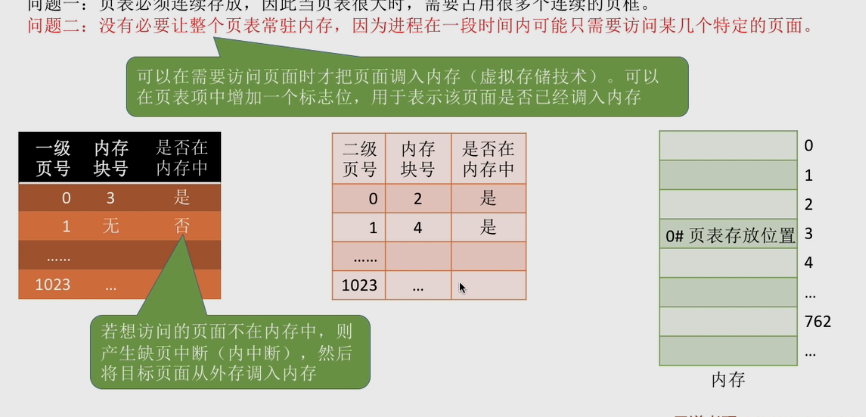 问题一：页表必须连续存放，因此当页表很大时，需要占用很多个连续的页框。
问题二：没有必要让整个页表常驻内存，因为进程在一段时间内可能只需要访问某几个特定的页面。
可以在需要访问页面时才把页面调入内存（虚拟存储技术）。可以
在页表项中增加一个标志位，用于表示该页面是否已经调入内存
一级 内存 是否在
页号 块号 内存中
0 3 是
1 无 否
……
1023 …
二级 内存 是否在
页号 块号 内存中
0 2 是
1 4 是
……
1023 …
若想访问的页面不在内存中，则
产生缺页中断（内中断），然后
将目标页面从外存调入内存
0
1
2
0# 页表存放位置 3
4
…
762
…
内存